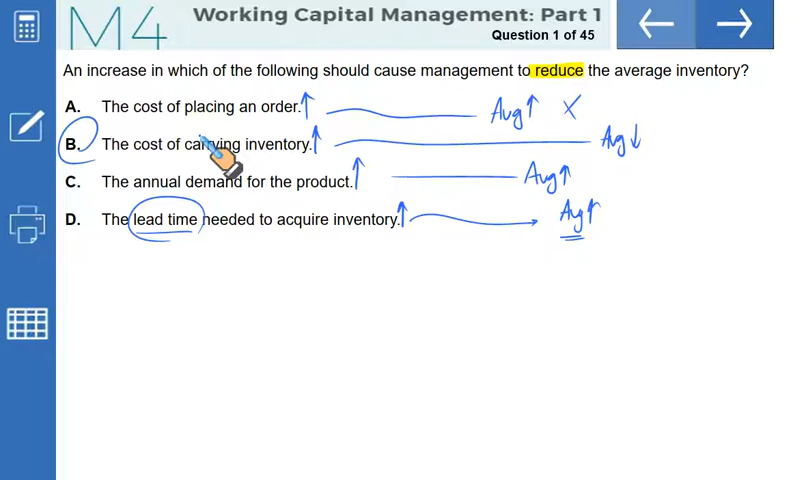 M4 Working Capital Management: Part 1
Question 1 of 45
An increase in which of the following should cause management to reduce the average inventory?
A. The cost of placing an order.↑ Avg↑ X
B. The cost of carrying inventory.↑ Avg↓
C. The annual demand for the product.↑ Avg↑
D. The lead time needed to acquire inventory.↑ Avg↑